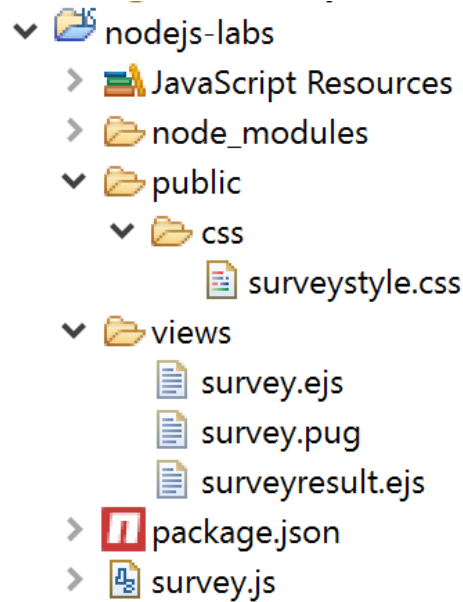 nodejs-labs
JavaScript Resources
node_modules
public
css
surveystyle.css
views
survey.ejs
survey.pug
surveyresult.ejs
package.json
survey.js